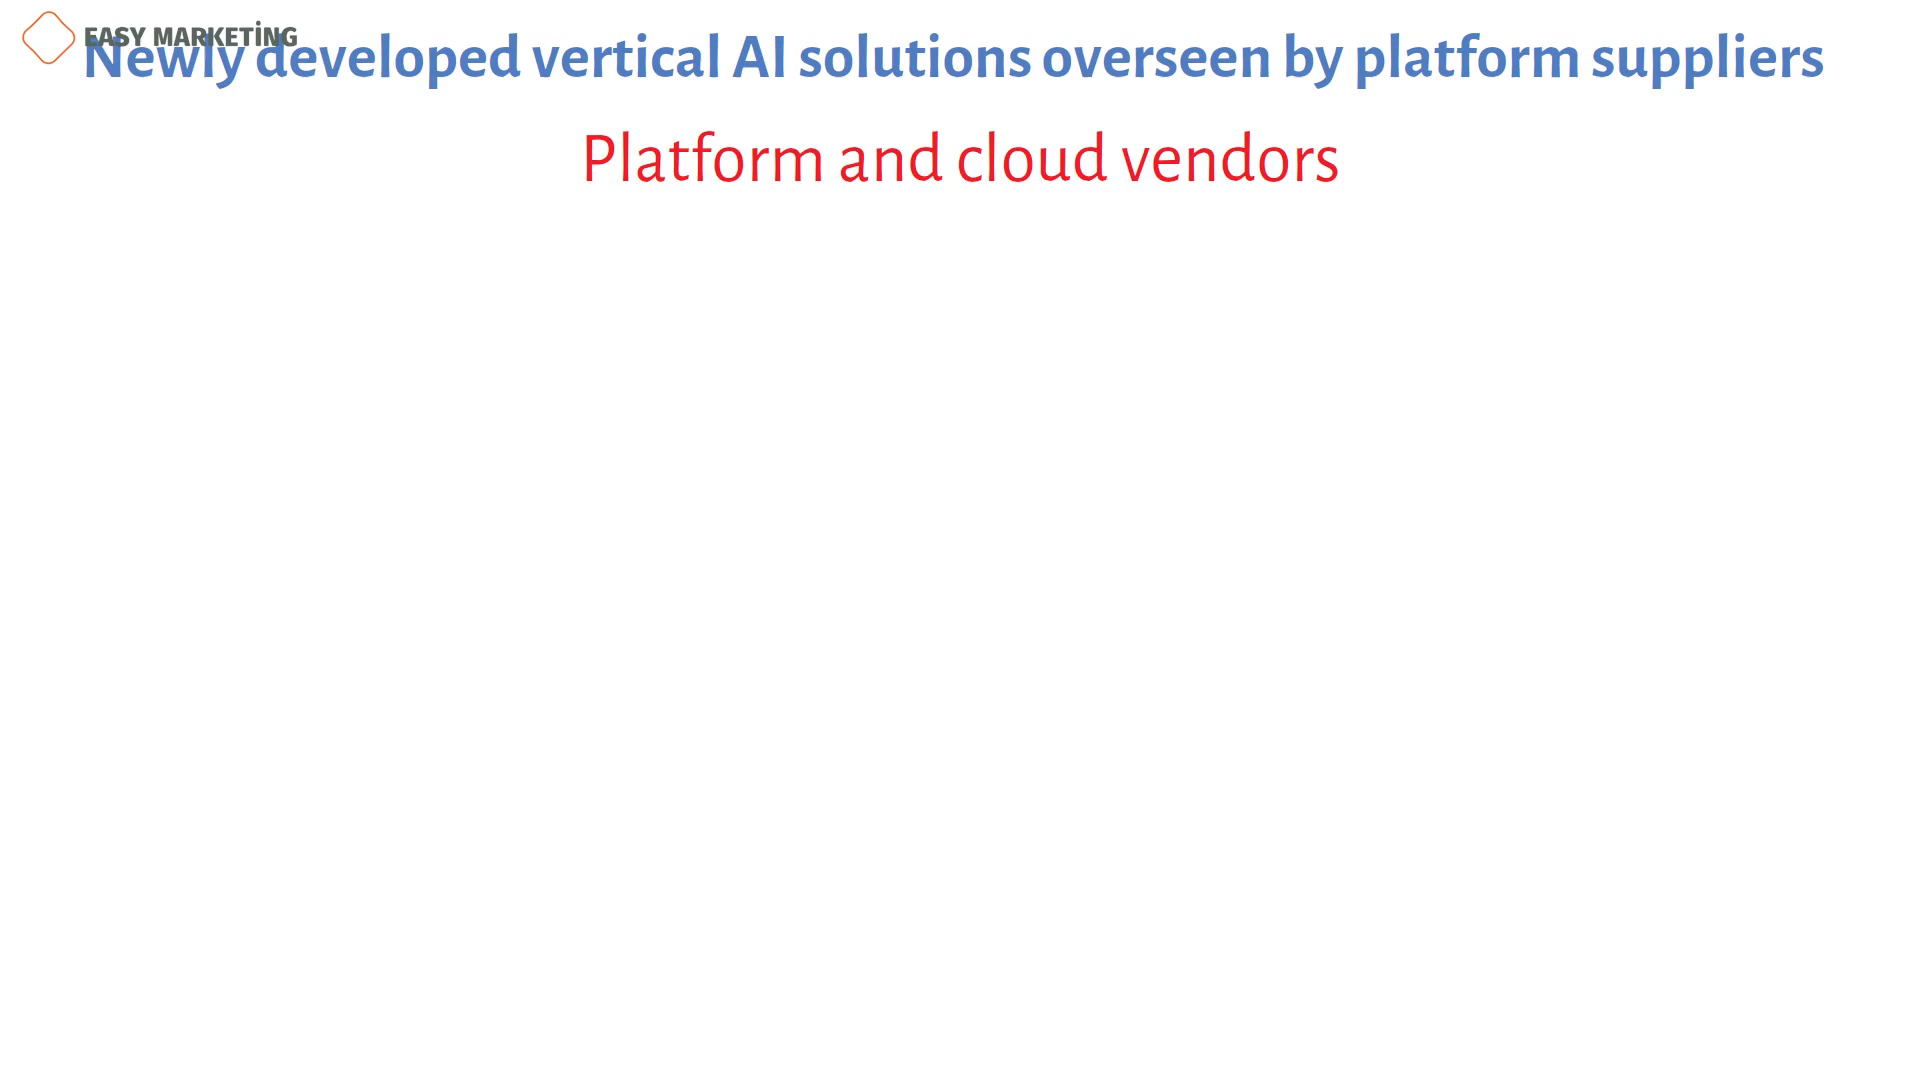 EASY MARKETİNG
Newly developed vertical AI solutions overseen by platform suppliers
Platform and cloud vendors